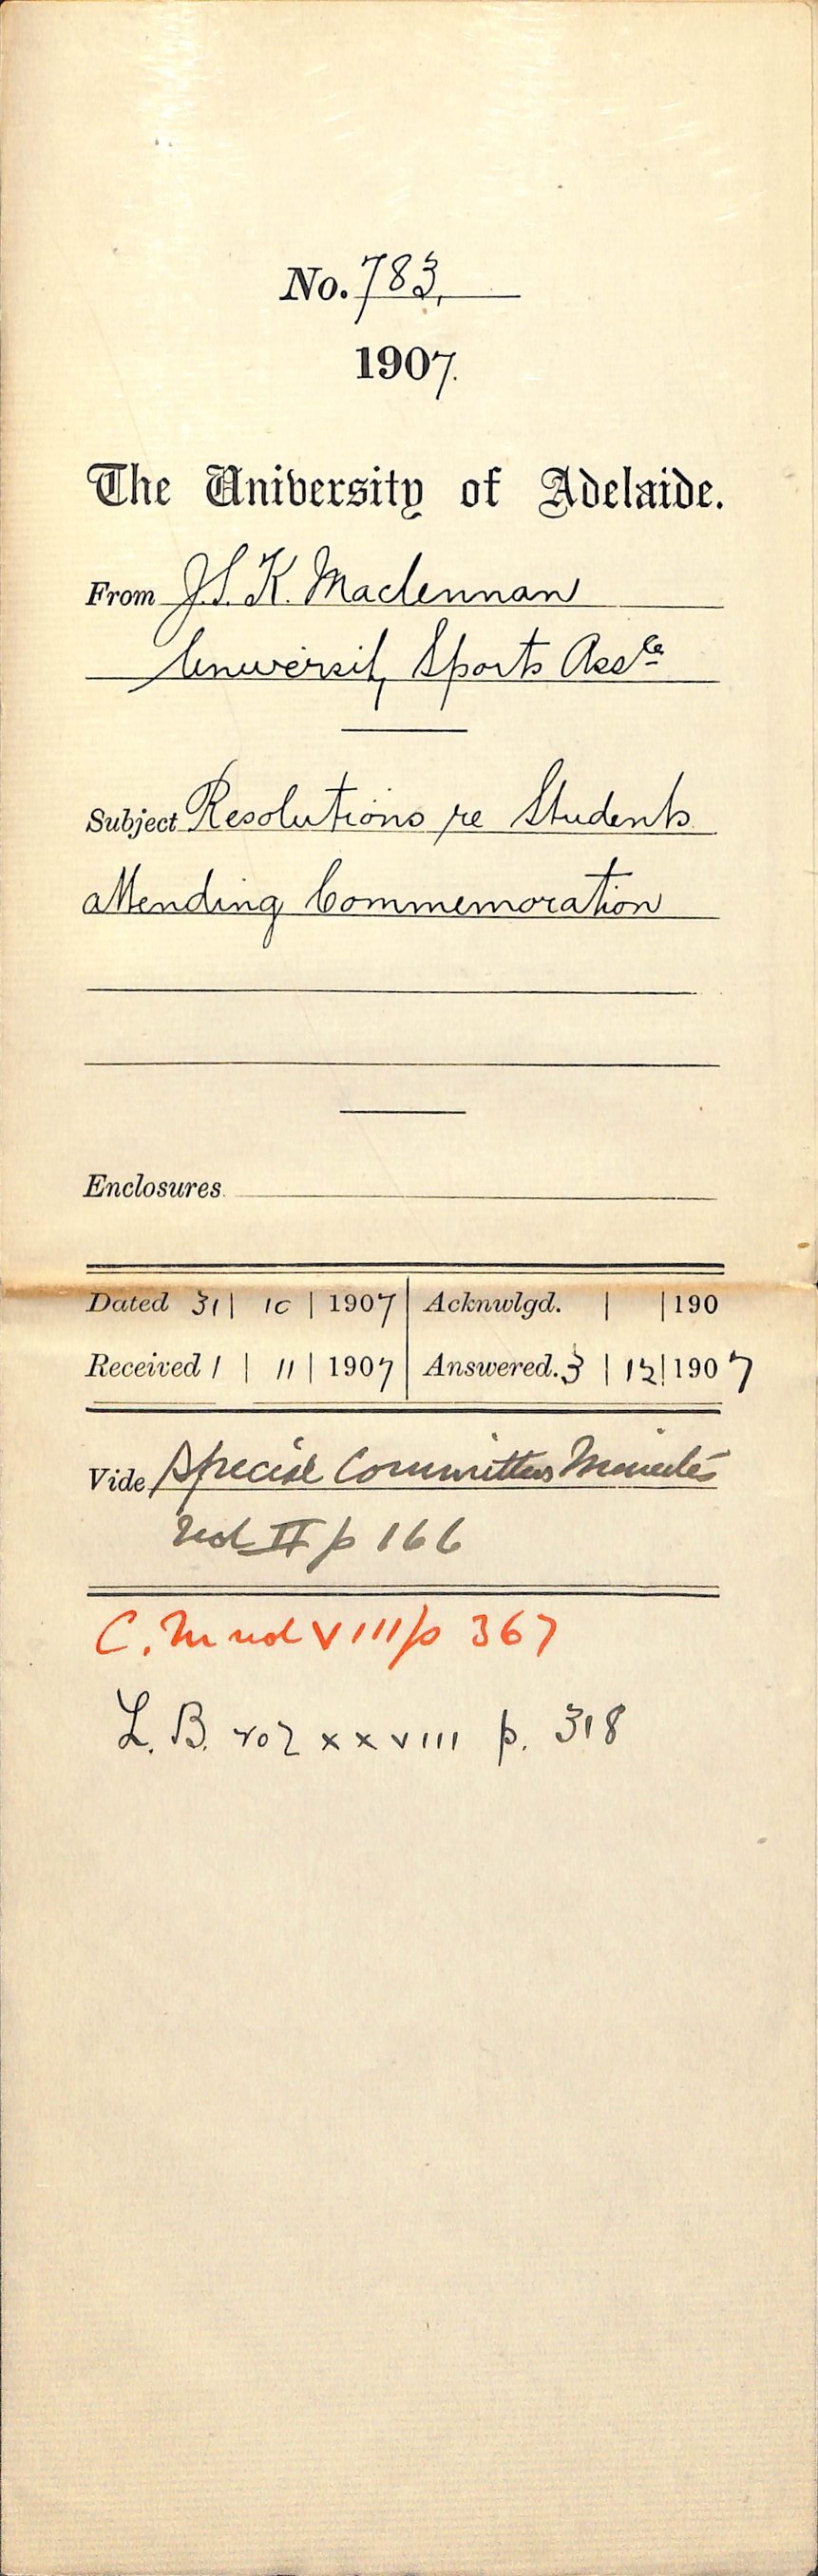 No. 783.
1907.
The University of Adelaide.
From J.S.K. Maclennan
University Sports Assn
Subject Resolutions re Students
attending Commemoration
Enclosures
Dated 31 | 10 | 1907 Acknwlgd. | | 190
Received 1 | 11 | 1907 Answered. 3 | 12 | 1907
Vide Special Committees Minutes
Vol II p 166
C.M vol VIII p 367
L.B. vol xxviii p. 318